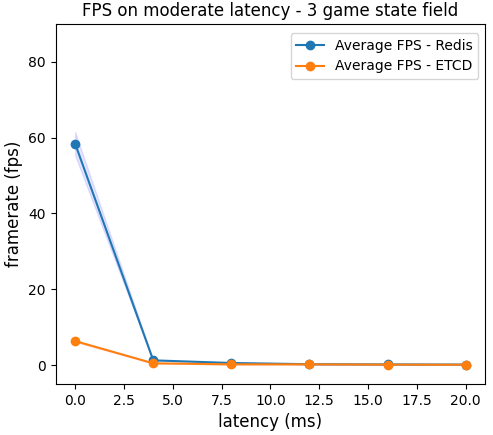 FPS on moderate latency - 3 game state field
Average FPS - Redis
Average FPS - ETCD
framerate (fps)
80
60
40
20
0
0.0 2.5 5.0 7.5 10.0 12.5 15.0 17.5 20.0
latency (ms)